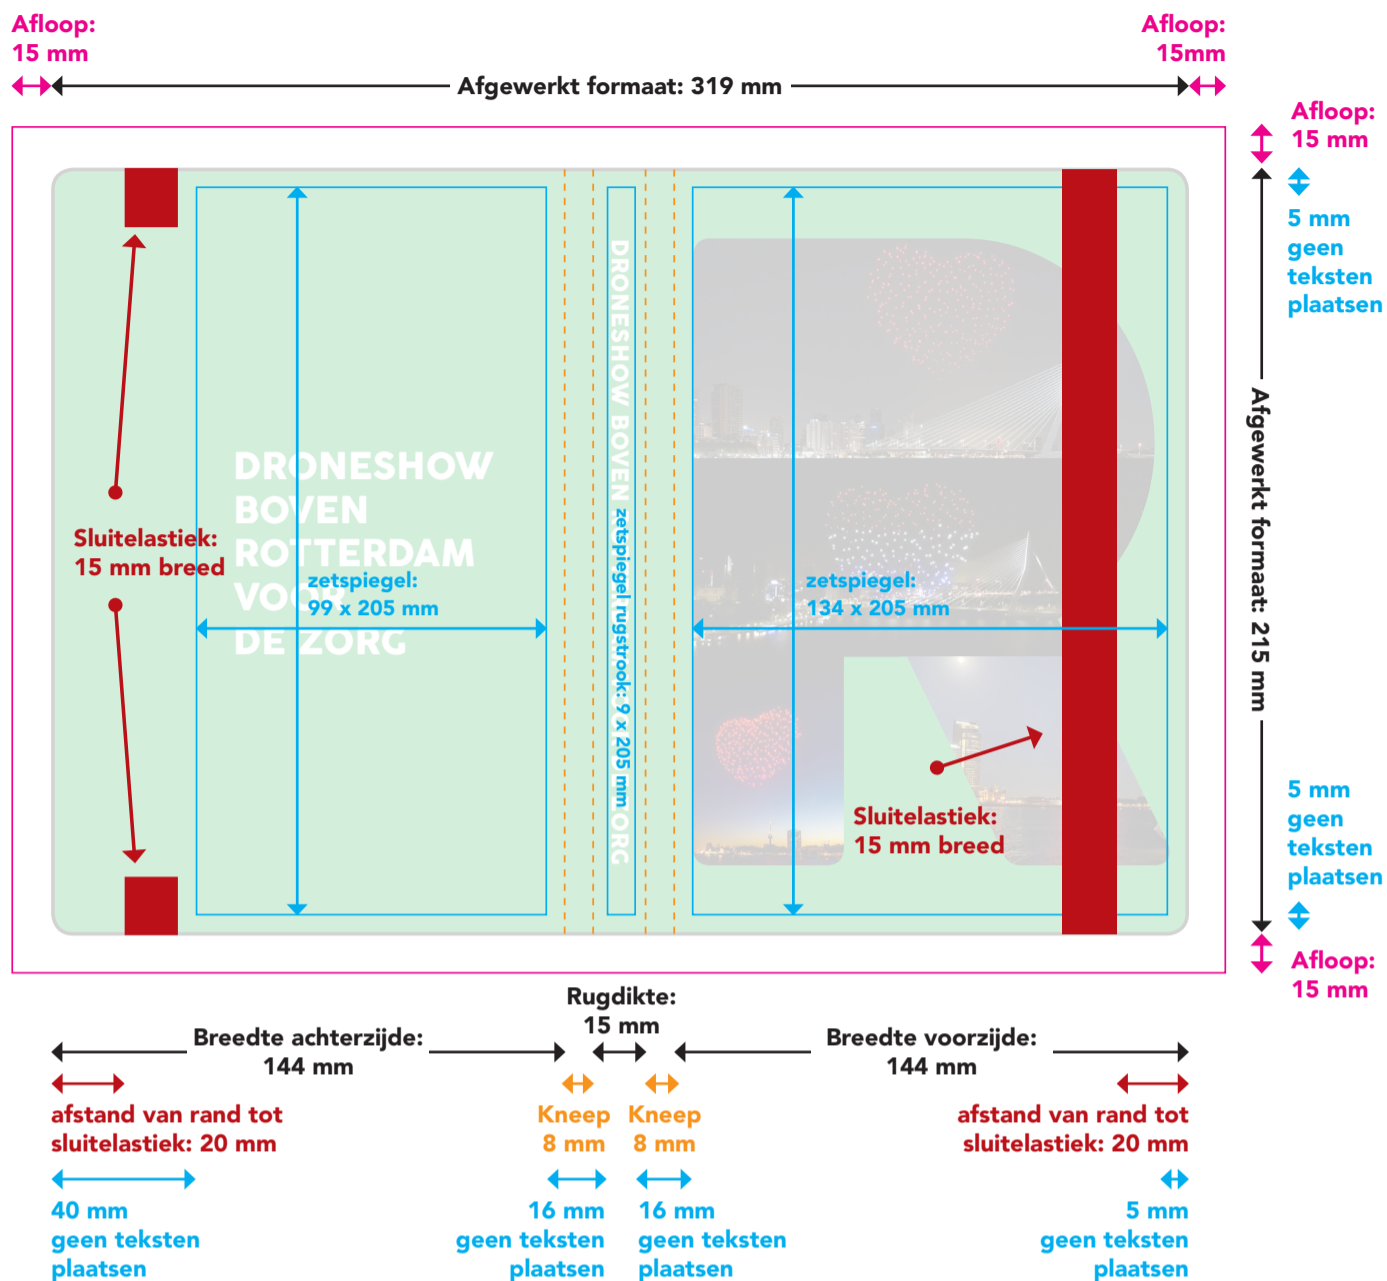 Afloop:
15 mm
Afloop:
15mm
Afgewerkt formaat: 319 mm
Afloop:
15 mm
5 mm
geen
teksten
plaatsen
Afgewerkt formaat: 215 mm
5 mm
geen
teksten
plaatsen
Afloop:
15 mm
Sluitelastiek:
15 mm breed
DRONESHOW
BOVEN
ROTTERDAM
VOOR
DE ZORG
zetspiegel:
99 x 205 mm
DRONESHOW BOVEN ZORG
zetspiegel rugstrook: 9 x 205 mm
zetspiegel:
134 x 205 mm
Sluitelastiek:
15 mm breed
Rugdikte:
15 mm
Breedte achterzijde:
144 mm
Breedte voorzijde:
144 mm
afstand van rand tot
sluitelastiek: 20 mm
Kneep
8 mm
Kneep
8 mm
afstand van rand tot
sluitelastiek: 20 mm
40 mm
geen teksten
plaatsen
16 mm
geen teksten
plaatsen
16 mm
geen teksten
plaatsen
5 mm
geen teksten
plaatsen